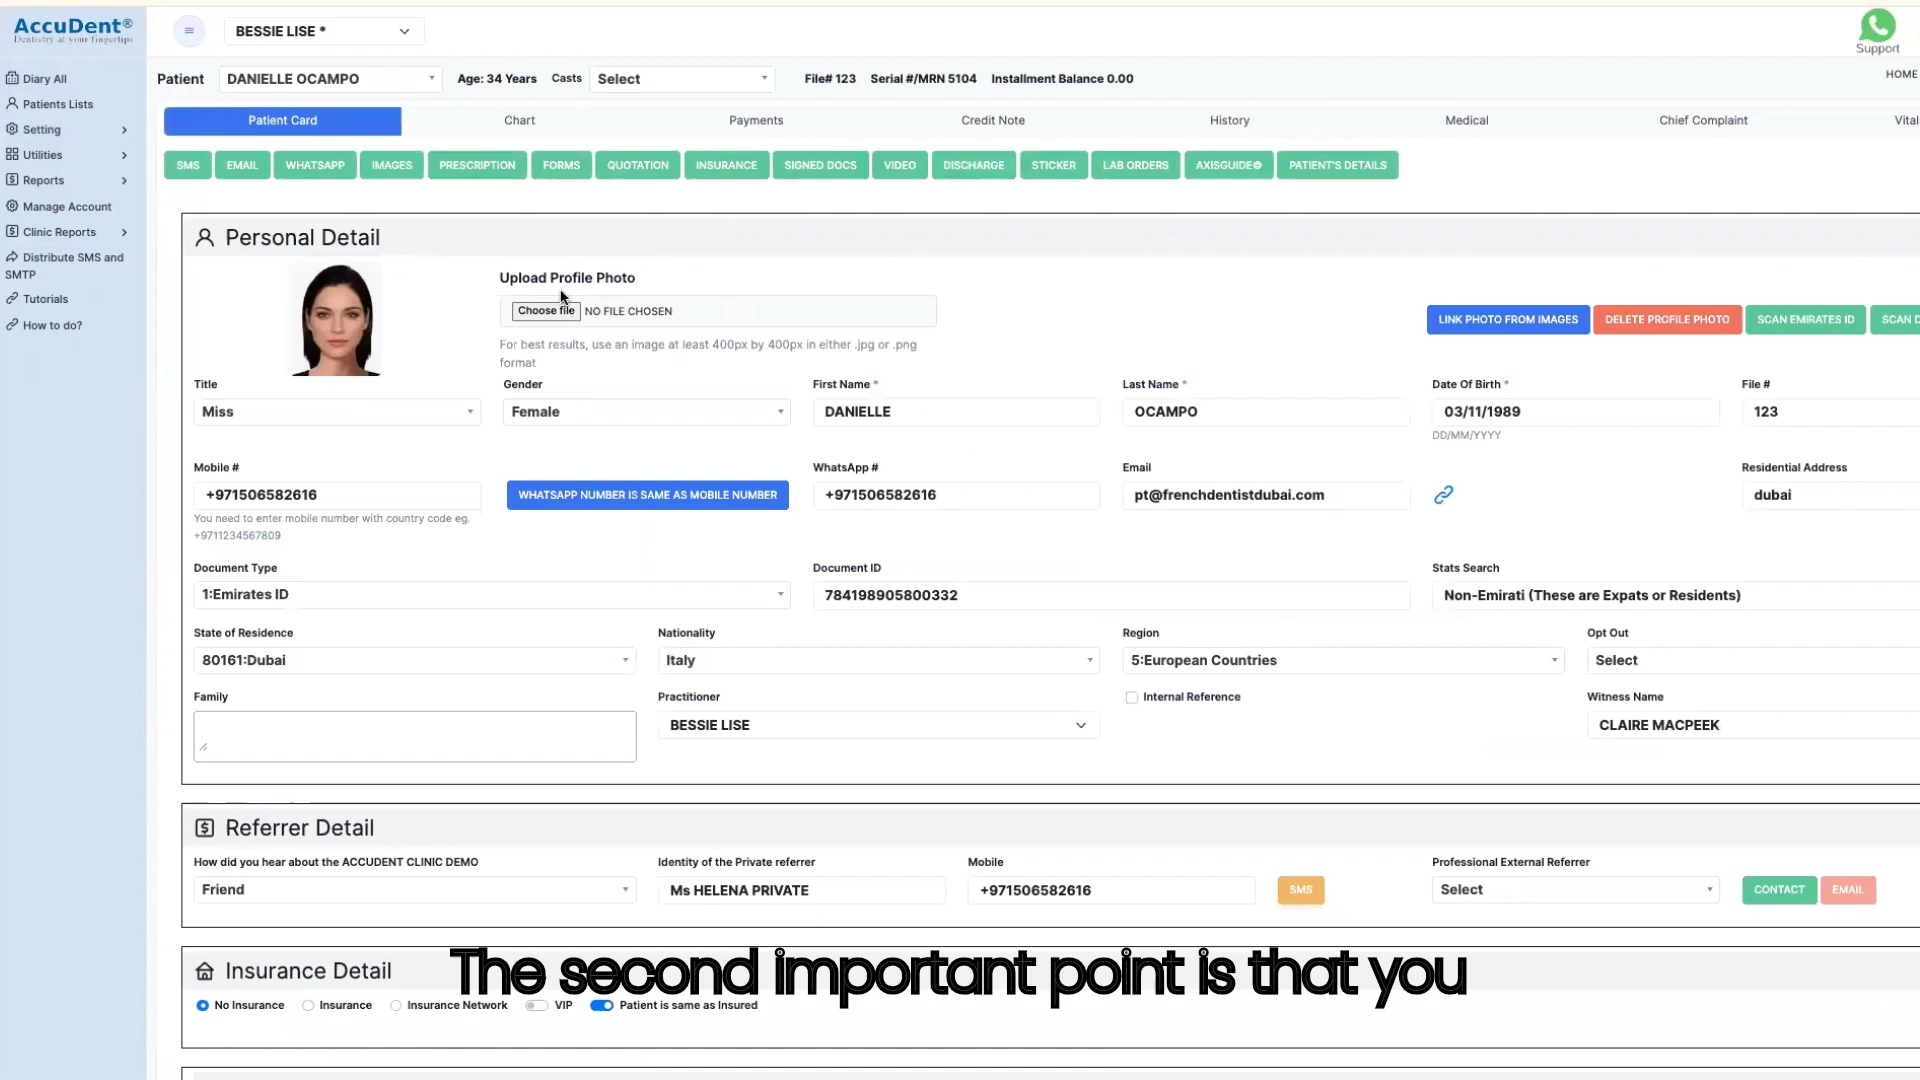 AccuDent®
Dentistry at your fingertips
BESSIE LISE *
Support
Diary All
Patients Lists
Setting
Utilities
Reports
Manage Account
Clinic Reports
Distribute SMS and
SMTP
Tutorials
How to do?
Patient DANIELLE OCAMPO Age: 34 Years Casts Select File# 123 Serial #/MRN 5104 Installment Balance 0.00
HOME
Patient Card Chart Payments Credit Note History Medical Chief Complaint Vital
SMS EMAIL WHATSAPP IMAGES PRESCRIPTION FORMS QUOTATION INSURANCE SIGNED DOCS VIDEO DISCHARGE STICKER LAB ORDERS AXISGUIDE® PATIENT'S DETAILS
Personal Detail
Upload Profile Photo
Choose file NO FILE CHOSEN
For best results, use an image at least 400px by 400px in either .jpg or .png
format
LINK PHOTO FROM IMAGES DELETE PROFILE PHOTO SCAN EMIRATES ID SCAN D
Title Gender First Name * Last Name * Date Of Birth * File #
Miss Female DANIELLE OCAMPO 03/11/1989 123
DD/MM/YYYY
Mobile # WhatsApp # Email Residential Address
+971506582616 WHATSAPP NUMBER IS SAME AS MOBILE NUMBER +971506582616 pt@frenchdentistdubai.com dubai
You need to enter mobile number with country code eg.
+9711234567809
Document Type Document ID Stats Search
1:Emirates ID 784198905800332 Non-Emirati (These are Expats or Residents)
State of Residence Nationality Region Opt Out
80161:Dubai Italy 5:European Countries Select
Family Practitioner Internal Reference Witness Name
BESSIE LISE CLAIRE MACPEEK
Referrer Detail
How did you hear about the ACCUDENT CLINIC DEMO Identity of the Private referrer Mobile Professional External Referrer
Friend Ms HELENA PRIVATE +971506582616 SMS Select CONTACT EMAIL
Insurance Detail
The second important point is that you
No Insurance Insurance Insurance Network VIP Patient is same as Insured